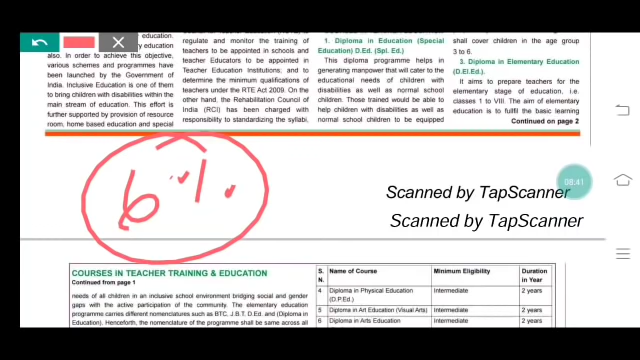 education.
ry education
also. In order to achieve this objective,
various schemes and programmes have
been launched by the Government of
India. Inclusive Education is one of them
to bring children with disabilities within the
main stream of education. This effort is
further supported by provision of resource
room, home based education and special
regulate and monitor the training of
teachers to be appointed in schools and
teacher Educators to be appointed in
Teacher Education Institutions; and to
determine the minimum qualifications of
teachers under the RTE Act 2009. On
the other hand, the Rehabilitation Council of
India (RCI) has been charged with
responsibility to standardizing the syllabi,
1. Diploma in Education (Special
Education) D.Ed. (Spl. Ed.)
This diploma programme helps in
generating manpower that will cater to the
educational needs of children with
disabilities as well as normal school
children. Those trained would be able to
help children with disabilities as well as
normal school children to be equipped
shall cover children in the age group
3 to 6.
3. Diploma in Elementary Education
(D.El.Ed.)
It aims to prepare teachers for the
elementary stage of education, i.e.
classes 1 to VIII. The aim of elementary
education is to fullfil the basic learning
Continued on page 2
6%
08:41
Scanned by TapScanner
Scanned by TapScanner
COURSES IN TEACHER TRAINING & EDUCATION
Continued from page 1
needs of all children in an inclusive school environment bridging social and gender
gaps with the active participation of the community. The elementary education
programme carries different nomenclatures such as BTC, J.B.T, D.Ed. and (Diploma in
Education). Henceforth, the nomenclature of the programme shall be same across all
S. N. Name of Course Minimum Eligibility Duration in Year
4 Diploma in Physical Education (D.P.Ed.) Intermediate 2 years
5 Diploma in Art Education (Visual Arts) Intermediate 2 years
6 Diploma in Arts Education Intermediate 2 years